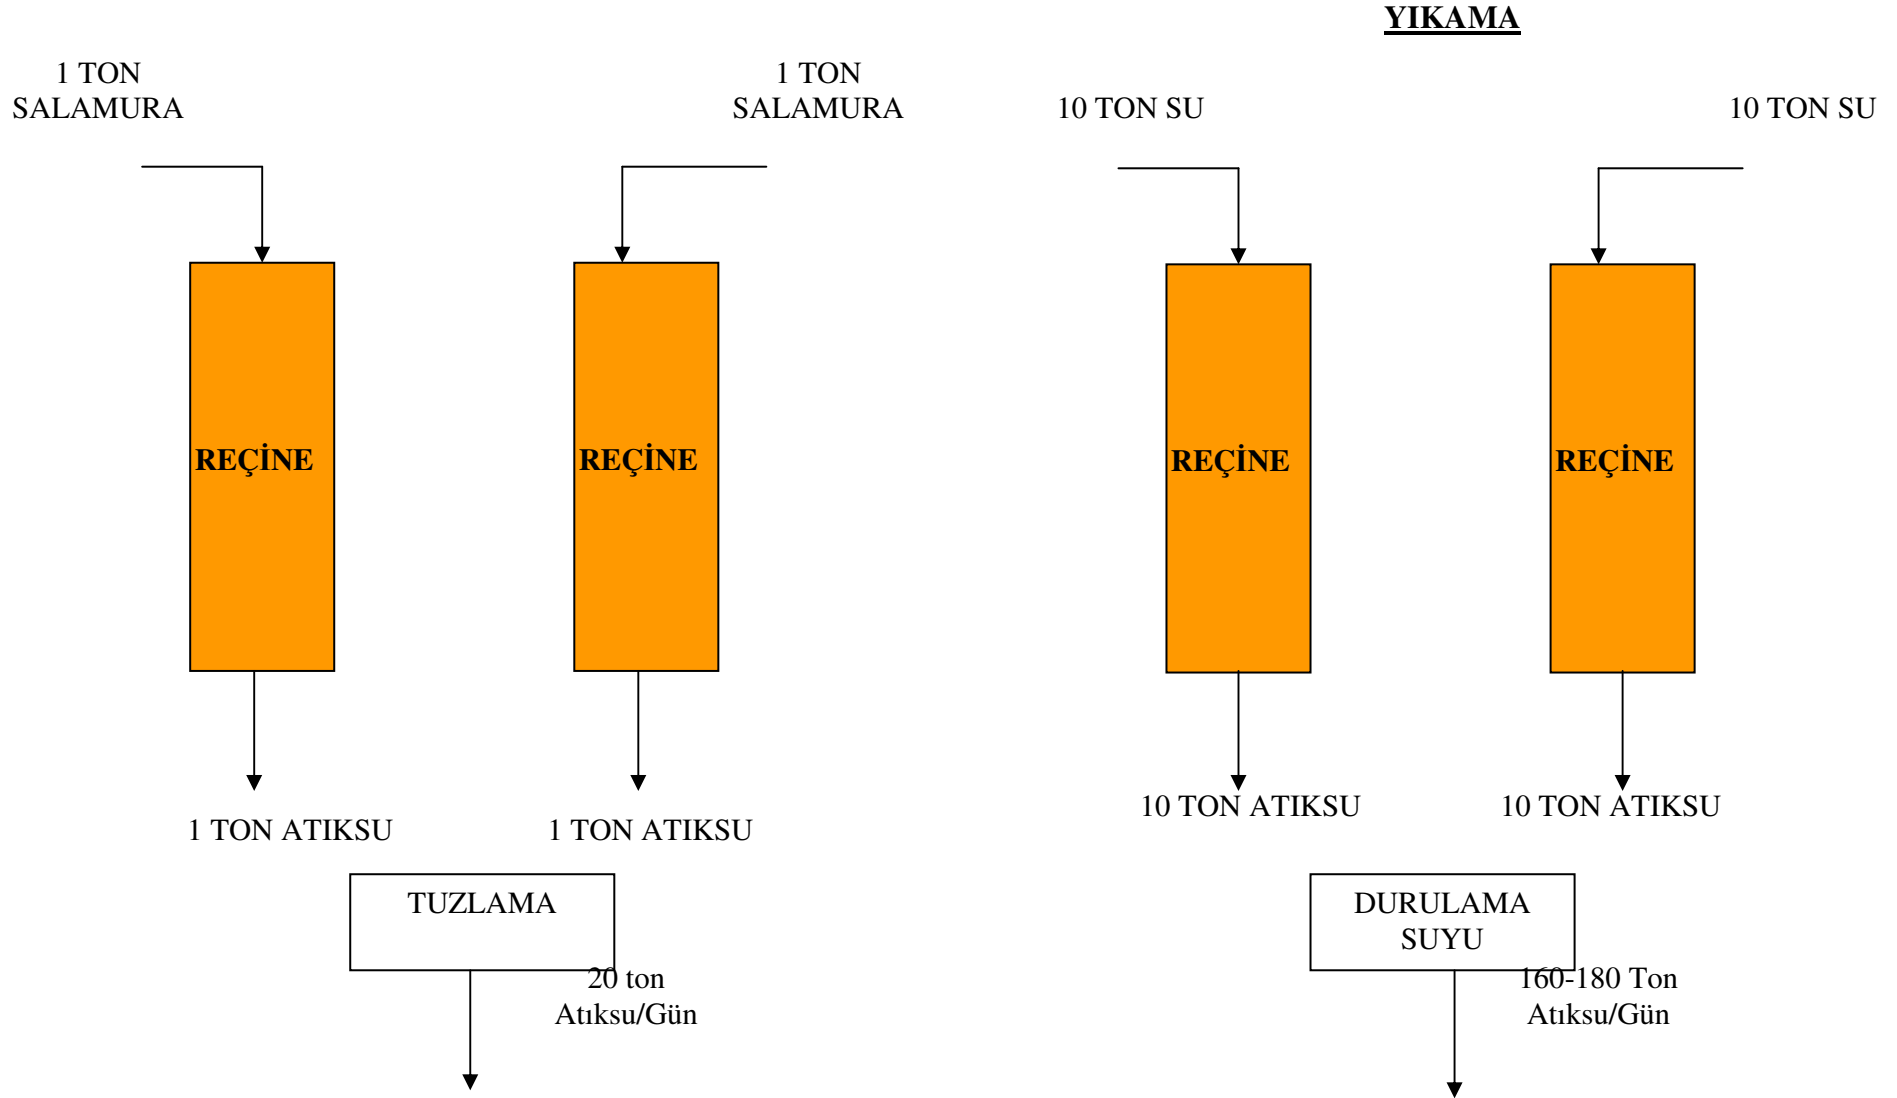 YIKAMA
1 TON
SALAMURA
1 TON
SALAMURA
10 TON SU
10 TON SU
REÇİNE
REÇİNE
REÇİNE
REÇİNE
1 TON ATIKSU
1 TON ATIKSU
10 TON ATIKSU
10 TON ATIKSU
TUZLAMA
20 ton
Atıksu/Gün
DURULAMA
SUYU
160-180 Ton
Atıksu/Gün